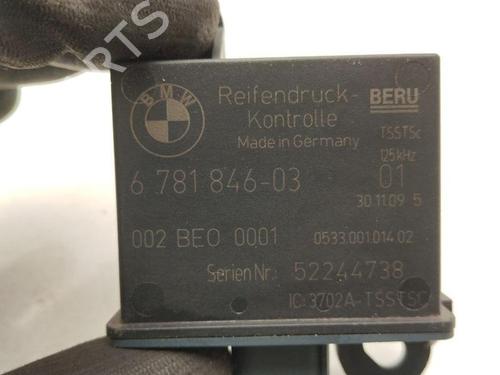 BMW
Reifendruck-
Kontrolle
Made in Germany
BERU
TSSTSc
125kHz
6 781 846-03
01
30.11.09 5
002 BE0 0001
0533.001.014.02
Serien Nr.: 52244738
IC: 3702A-TSSTSC